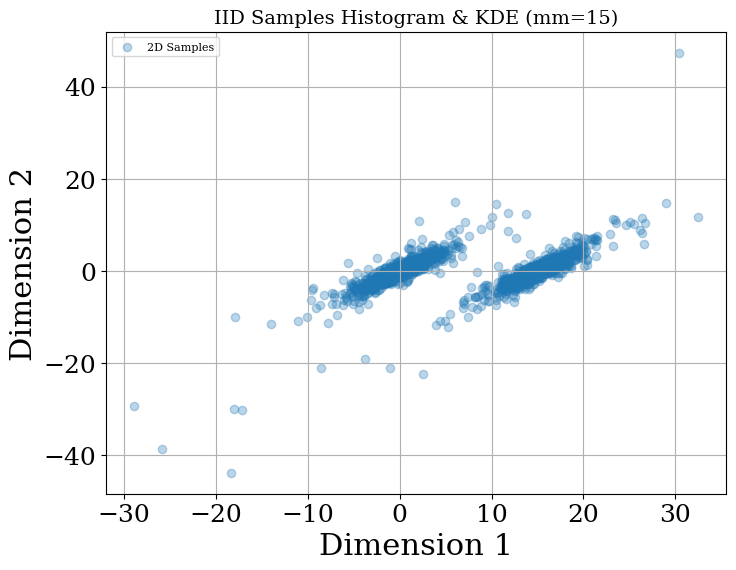 IID Samples Histogram & KDE (mm=15)
2D Samples
40
20
0
−20
−40
Dimension 2
−30 −20 −10 0 10 20 30
Dimension 1